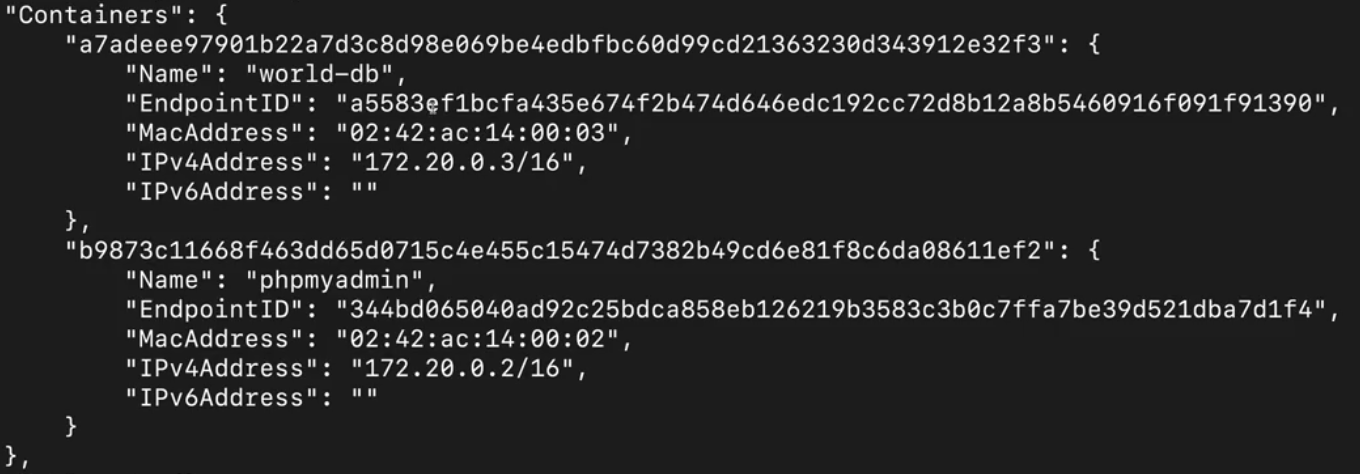 "Containers": {
    "a7adeee97901b22a7d3c8d98e069be4edbfbc60d99cd21363230d343912e32f3": {
        "Name": "world-db",
        "EndpointID": "a5583ef1bcfa435e674f2b474d646edc192cc72d8b12a8b5460916f091f91390",
        "MacAddress": "02:42:ac:14:00:03",
        "IPv4Address": "172.20.0.3/16",
        "IPv6Address": ""
    },
    "b9873c11668f463dd65d0715c4e455c15474d7382b49cd6e81f8c6da08611ef2": {
        "Name": "phpmyadmin",
        "EndpointID": "344bd065040ad92c25bdca858eb126219b3583c3b0c7ffa7be39d521dba7d1f4",
        "MacAddress": "02:42:ac:14:00:02",
        "IPv4Address": "172.20.0.2/16",
        "IPv6Address": ""
    }
},